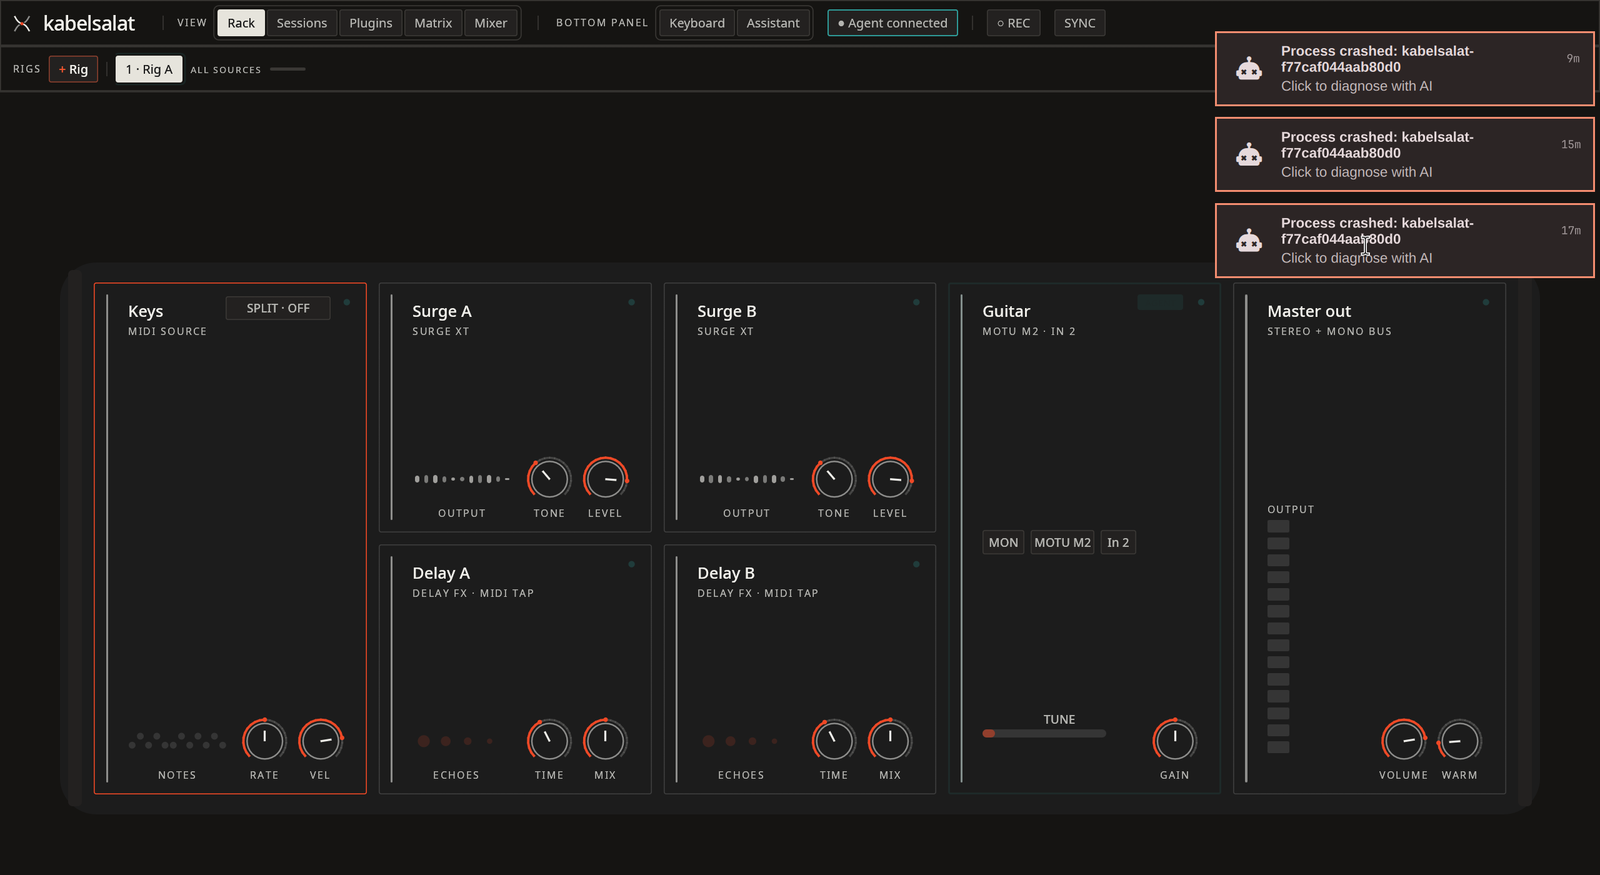 kabelsalat
VIEW Rack Sessions Plugins Matrix Mixer BOTTOM PANEL Keyboard Assistant Agent connected REC SYNC
RIGS + Rig 1 · Rig A ALL SOURCES
Process crashed: kabelsalat-
f77caf044aab80d0
9m
Click to diagnose with AI
Process crashed: kabelsalat-
f77caf044aab80d0
15m
Click to diagnose with AI
Process crashed: kabelsalat-
f77caf044aab80d0
17m
Click to diagnose with AI
Keys SPLIT · OFF
MIDI SOURCE
NOTES RATE VEL
Surge A
SURGE XT
OUTPUT TONE LEVEL
Delay A
DELAY FX · MIDI TAP
ECHOES TIME MIX
Surge B
SURGE XT
OUTPUT TONE LEVEL
Delay B
DELAY FX · MIDI TAP
ECHOES TIME MIX
Guitar
MOTU M2 · IN 2
MON MOTU M2 In 2
TUNE
GAIN
Master out
STEREO + MONO BUS
OUTPUT
VOLUME WARM